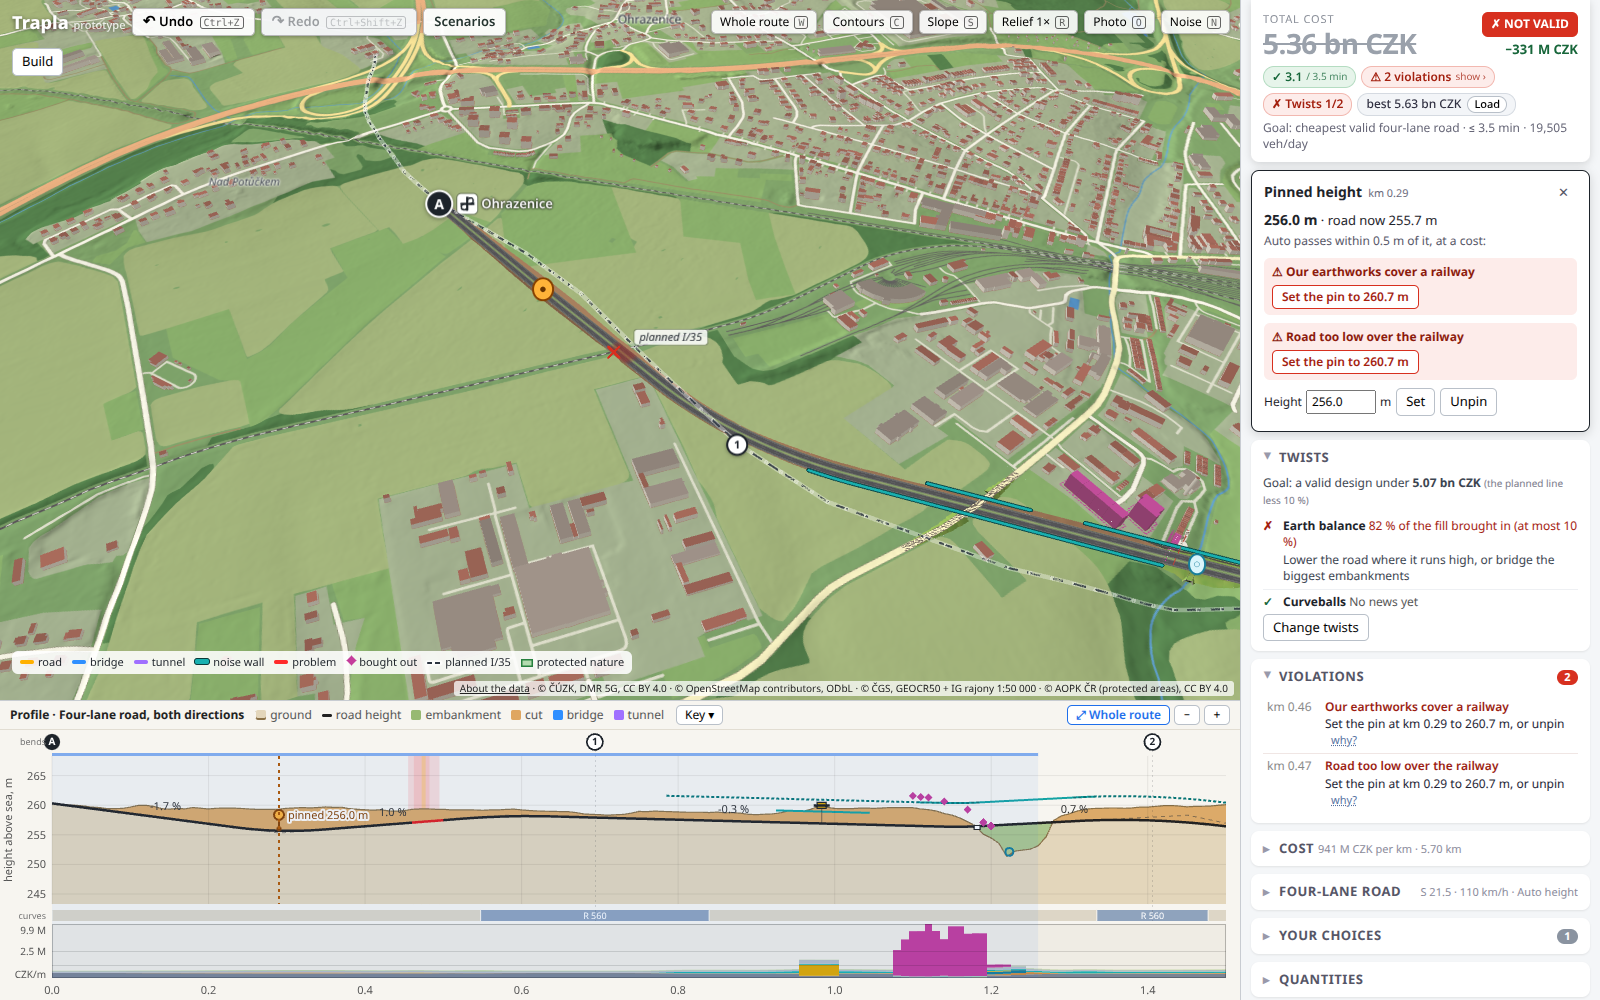 Trapla prototype
↶ Undo Ctrl+Z
↷ Redo Ctrl+Shift+Z
Scenarios
Whole route W
Contours C
Slope S
Relief 1× R
Photo O
Noise N
Build
Ohrazenice
Nad Potůčkem
A Ohrazenice
planned I/35
1
road
bridge
tunnel
noise wall
problem
bought out
planned I/35
protected nature
About the data · © ČÚZK, DMR 5G, CC BY 4.0 · © OpenStreetMap contributors, ODbL · © ČGS, GEOCR50 + IG rajony 1:50 000 · © AOPK ČR (protected areas), CC BY 4.0
Profile · Four-lane road, both directions
ground
road height
embankment
cut
bridge
tunnel
Key ▾
⤢ Whole route
−
+
bends
A
1
2
height above sea, m
265
260
255
250
245
-1.7 %
pinned 256.0 m
1.0 %
-0.3 %
0.7 %
curves
R 560
R 560
9.9 M
2.5 M
CZK/m
0.0
0.2
0.4
0.6
0.8
1.0
1.2
1.4
TOTAL COST
✗ NOT VALID
5.36 bn CZK
−331 M CZK
✓ 3.1 / 3.5 min
⚠ 2 violations show ›
✗ Twists 1/2
best 5.63 bn CZK Load
Goal: cheapest valid four-lane road · ≤ 3.5 min · 19,505
veh/day
Pinned height km 0.29
✕
256.0 m · road now 255.7 m
Auto passes within 0.5 m of it, at a cost:
⚠ Our earthworks cover a railway
Set the pin to 260.7 m
⚠ Road too low over the railway
Set the pin to 260.7 m
Height 256.0 m Set Unpin
▼ TWISTS
Goal: a valid design under 5.07 bn CZK (the planned line
less 10 %)
✗ Earth balance 82 % of the fill brought in (at most 10
%)
Lower the road where it runs high, or bridge the
biggest embankments
✓ Curveballs No news yet
Change twists
▼ VIOLATIONS 2
km 0.46 Our earthworks cover a railway
Set the pin at km 0.29 to 260.7 m, or unpin
why?
km 0.47 Road too low over the railway
Set the pin at km 0.29 to 260.7 m, or unpin
why?
▶ COST 941 M CZK per km · 5.70 km
▶ FOUR-LANE ROAD S 21.5 · 110 km/h · Auto height
▶ YOUR CHOICES 1
▶ QUANTITIES